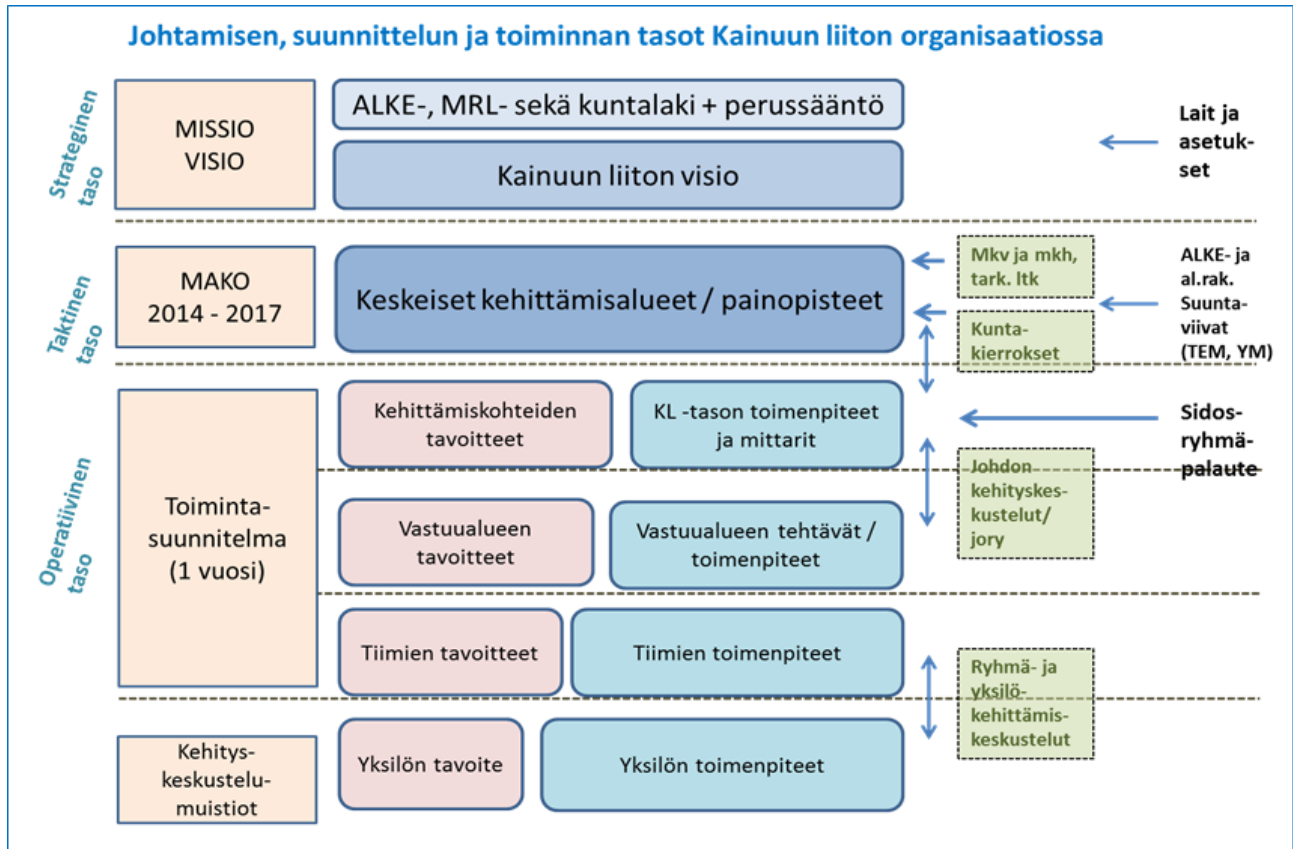 Johtamisen, suunnittelun ja toiminnan tasot Kainuun liiton organisaatiossa
Strateginen
taso
MISSIO
VISIO
ALKE-, MRL- sekä kuntalaki + perussääntö
Kainuun liiton visio
Lait ja
asetuk-
set
Taktinen
taso
MAKO
2014 - 2017
Keskeiset kehittämisalueet / painopisteet
Mkv ja mkh,
tark. ltk
Kunta-
kierrokset
ALKE- ja
al.rak.
Suunta-
viivat
(TEM, YM)
Operatiivinen
taso
Toiminta-
suunnitelma
(1 vuosi)
Kehittämiskohteiden
tavoitteet
KL -tason toimenpiteet
ja mittarit
Sidos-
ryhmä-
palaute
Vastuualueen
tavoitteet
Vastuualueen tehtävät /
toimenpiteet
Johdon
kehityskes-
kustelut/
jory
Tiimien tavoitteet
Tiimien toimenpiteet
Ryhmä- ja
yksilö-
kehittämis-
keskustelut
Kehitys-
keskustelu-
muistiot
Yksilön tavoite
Yksilön toimenpiteet